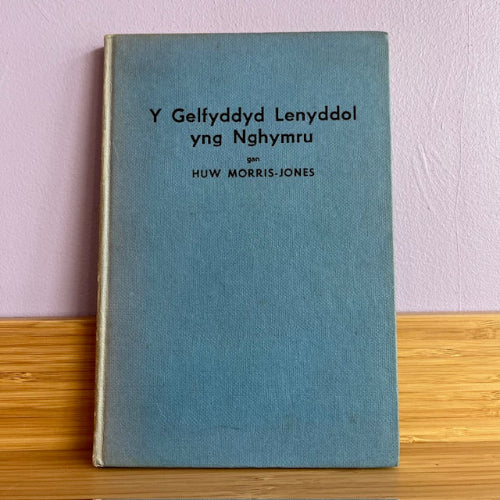 Y Gelfyddyd Lenyddol
yng Nghymru
gan
HUW MORRIS-JONES